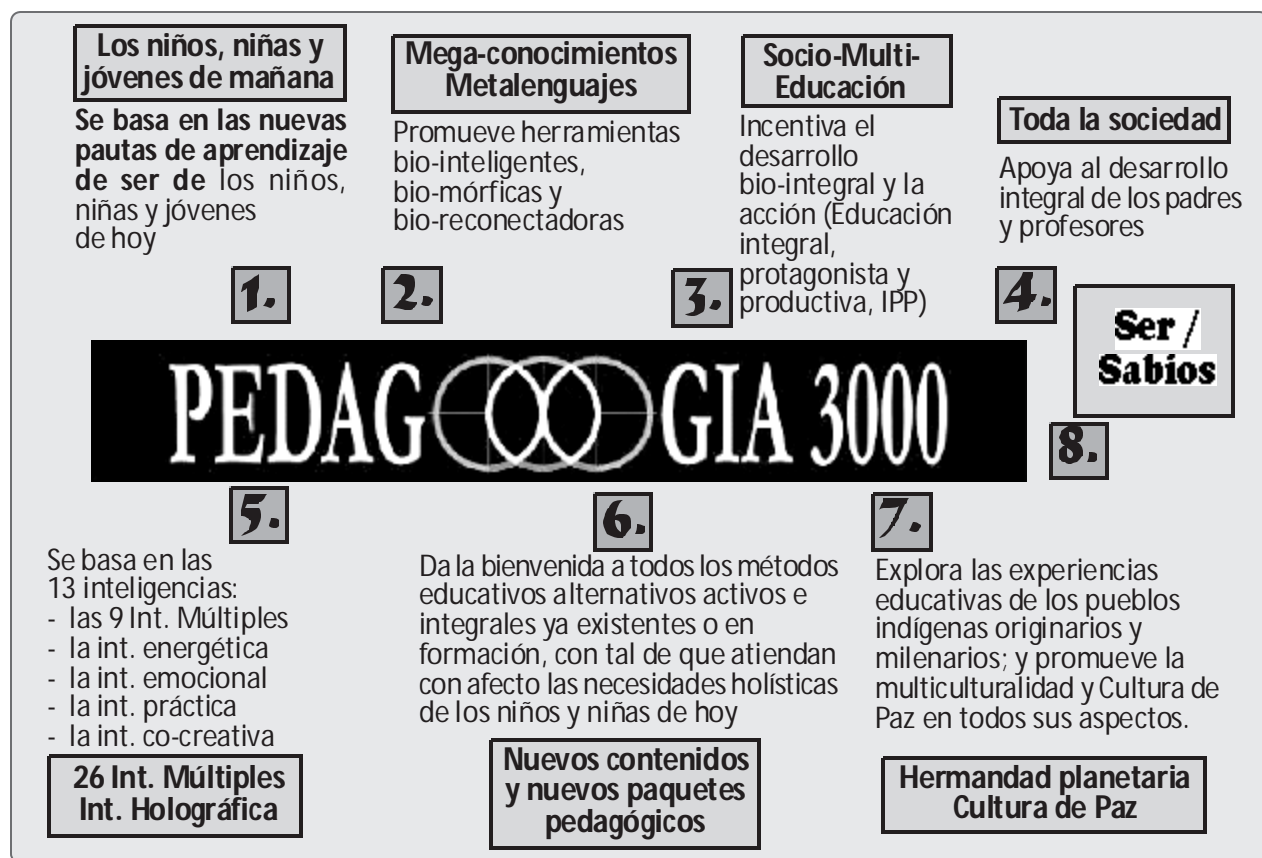 Los niños, niñas y
jóvenes de mañana
Se basa en las nuevas
pautas de aprendizaje
de ser de los niños,
niñas y jóvenes
de hoy
1.
Mega-conocimientos
Metalenguajes
Promueve herramientas
bio-inteligentes,
bio-mórficas y
bio-reconectadoras
2.
Socio-Multi-
Educación
Incentiva el
desarrollo
bio-integral y la
acción (Educación
integral,
protagonista y
productiva, IPP)
3.
Toda la sociedad
Apoya al desarrollo
integral de los padres
y profesores
4.
Ser /
Sabios
8.
PEDAGOOOGIA 3000
5.
Se basa en las
13 inteligencias:
- las 9 Int. Múltiples
- la int. energética
- la int. emocional
- la int. práctica
- la int. co-creativa
26 Int. Múltiples
Int. Holográfica
6.
Da la bienvenida a todos los métodos
educativos alternativos activos e
integrales ya existentes o en
formación, con tal de que atiendan
con afecto las necesidades holísticas
de los niños y niñas de hoy
Nuevos contenidos
y nuevos paquetes
pedagógicos
7.
Explora las experiencias
educativas de los pueblos
indígenas originarios y
milenarios; y promueve la
multiculturalidad y Cultura de
Paz en todos sus aspectos.
Hermandad planetaria
Cultura de Paz